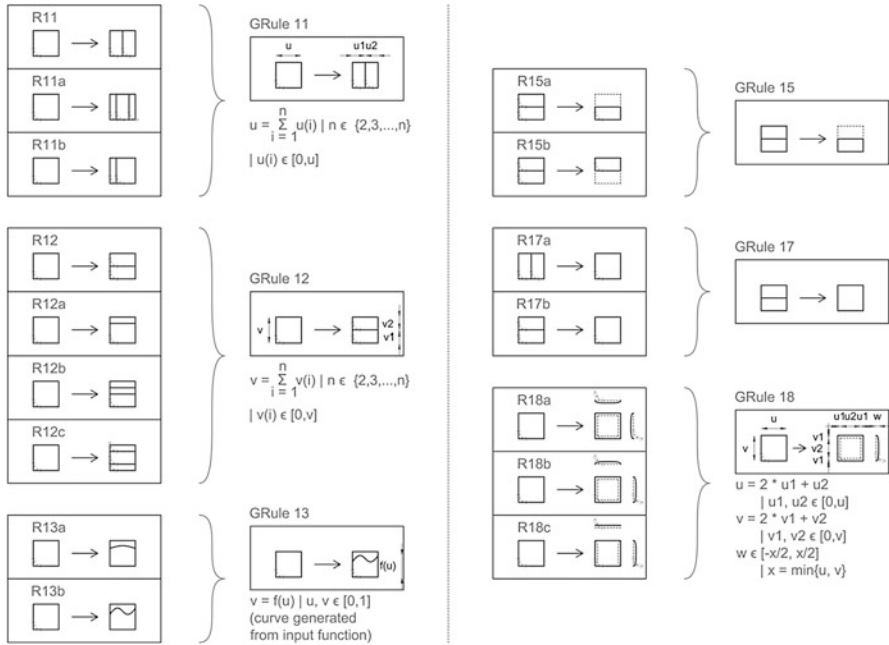 R11
R11a
R11b
GRule 11
u
u1u2
n
u = Σ u(i) | n ϵ {2,3,...,n}
i = 1
| u(i) ϵ [0,u]
R12
R12a
R12b
R12c
GRule 12
v
v2
v1
n
v = Σ v(i) | n ϵ {2,3,...,n}
i = 1
| v(i) ϵ [0,v]
R13a
R13b
GRule 13
f(u)
v = f(u) | u, v ϵ [0,1]
(curve generated
from input function)
R15a
R15b
GRule 15
R17a
R17b
GRule 17
R18a
R18b
R18c
GRule 18
u
u1u2u1 w
v
v1
v2
v1
u = 2 * u1 + u2
| u1, u2 ϵ [0,u]
v = 2 * v1 + v2
| v1, v2 ϵ [0,v]
w ϵ [-x/2, x/2]
| x = min{u, v}